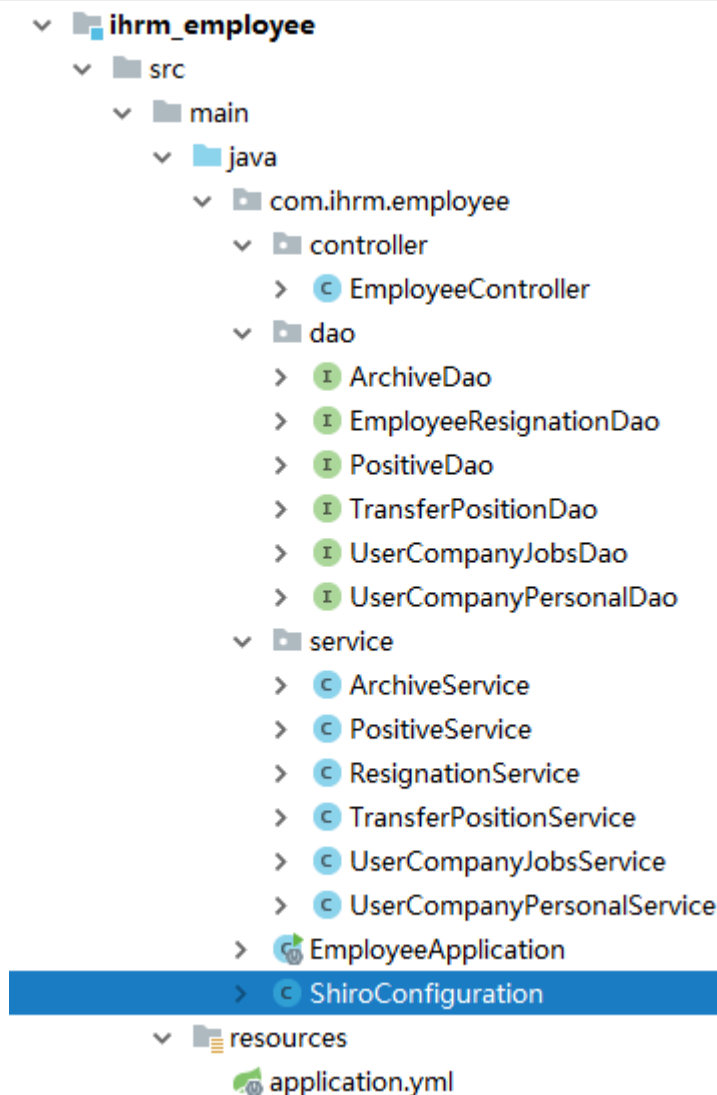 ihrm_employee
src
main
java
com.ihrm.employee
controller
C EmployeeController
dao
I ArchiveDao
I EmployeeResignationDao
I PositiveDao
I TransferPositionDao
I UserCompanyJobsDao
I UserCompanyPersonalDao
service
C ArchiveService
C PositiveService
C ResignationService
C TransferPositionService
C UserCompanyJobsService
C UserCompanyPersonalService
C EmployeeApplication
C ShiroConfiguration
resources
application.yml